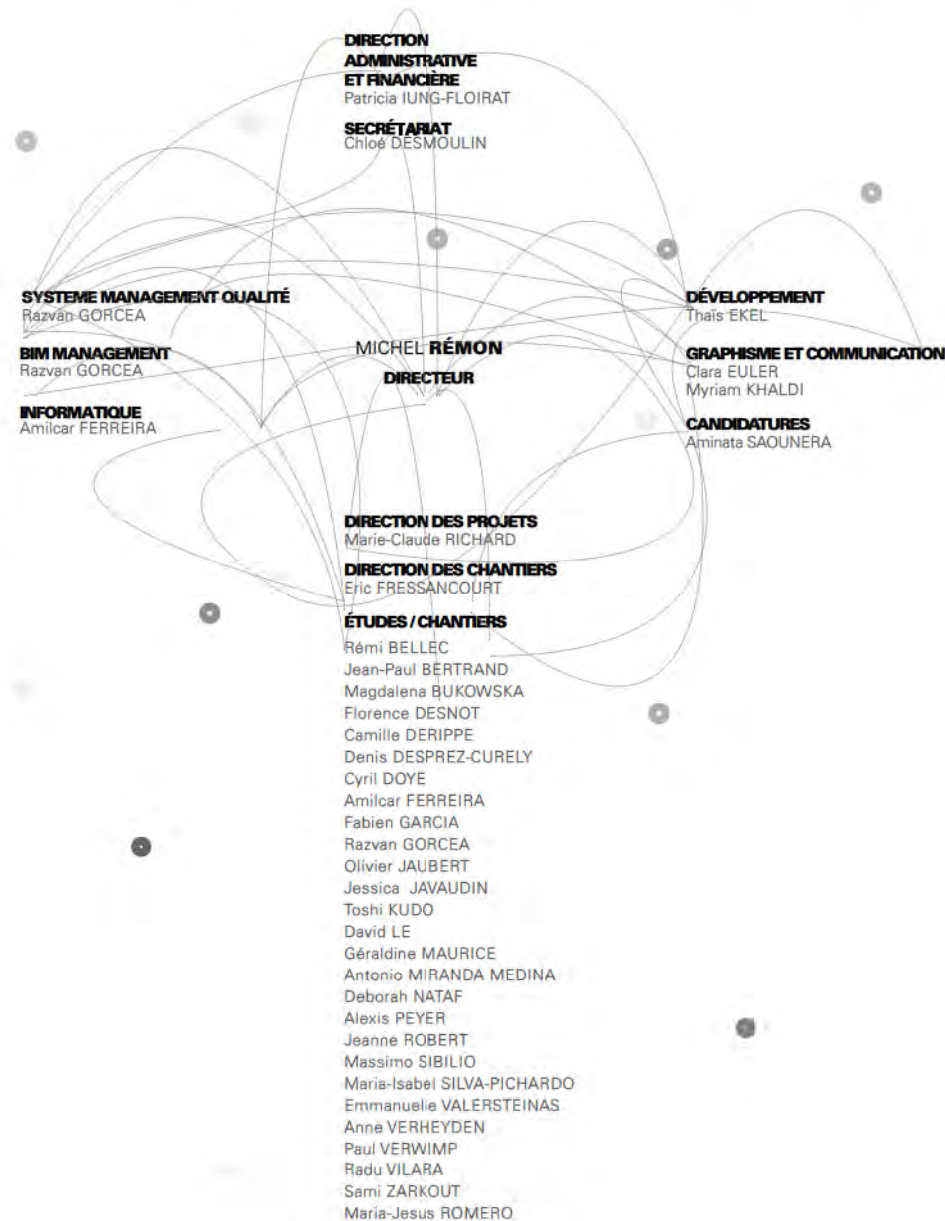 DIRECTION
ADMINISTRATIVE
ET FINANCIÈRE
Patricia IUNG-FLOIRAT
SECRÉTARIAT
Chloé DESMOULIN
SYSTEME MANAGEMENT QUALITÉ
Razvan GORCEA
BIM MANAGEMENT
Razvan GORCEA
INFORMATIQUE
Amilcar FERREIRA
MICHEL RÉMON
DIRECTEUR
DÉVELOPPEMENT
Thaïs EKEL
GRAPHISME ET COMMUNICATION
Clara EULER
Myriam KHALDI
CANDIDATURES
Aminata SAOUNERA
DIRECTION DES PROJETS
Marie-Claude RICHARD
DIRECTION DES CHANTIERS
Eric FRESSANCOURT
ÉTUDES / CHANTIERS
Rémi BELLEC
Jean-Paul BERTRAND
Magdalena BUKOWSKA
Florence DESNOT
Camille DERIPPE
Denis DESPREZ-CURELY
Cyril DOYE
Amilcar FERREIRA
Fabien GARCIA
Razvan GORCEA
Olivier JAUBERT
Jessica JAVAUDIN
Toshi KUDO
David LE
Géraldine MAURICE
Antonio MIRANDA MEDINA
Deborah NATAF
Alexis PEYER
Jeanne ROBERT
Massimo SIBILIO
Maria-Isabel SILVA-PICHARDO
Emmanuelle VALERSTEINAS
Anne VERHEYDEN
Paul VERWIMP
Radu VILARA
Sami ZARKOUT
Maria-Jesus ROMERO